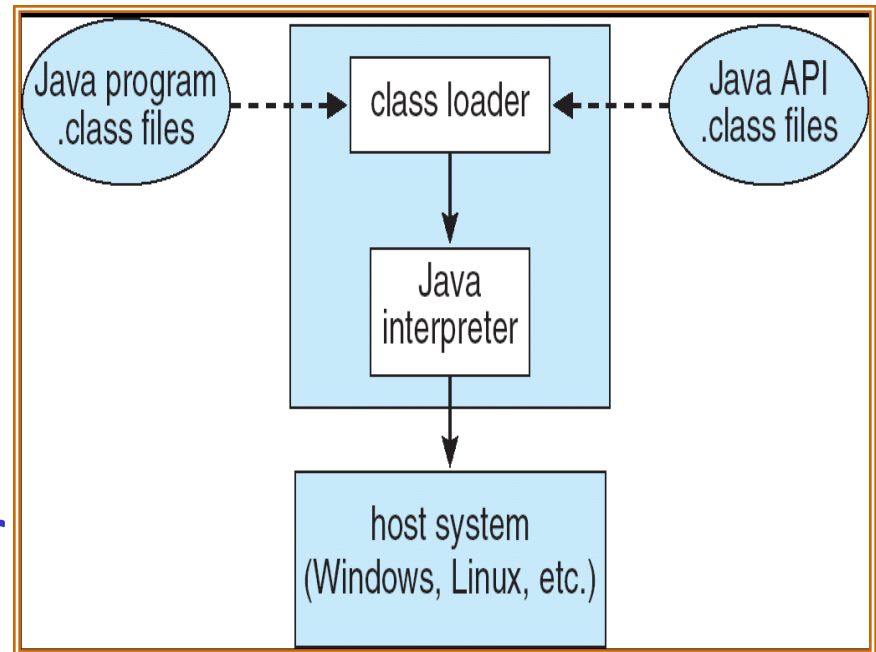 Java program
.class files
class loader
Java API
.class files
Java
interpreter
host system
(Windows, Linux, etc.)